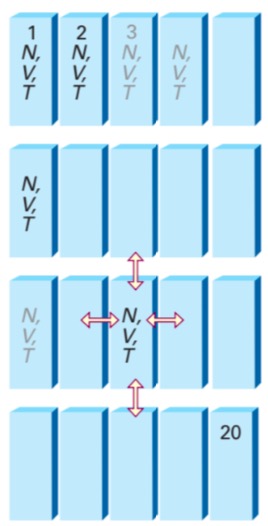 1 2 3
N, N, N, N,
V, V, V, V,
T T T T
N,
V,
T
N, N,
V, V,
T T
20